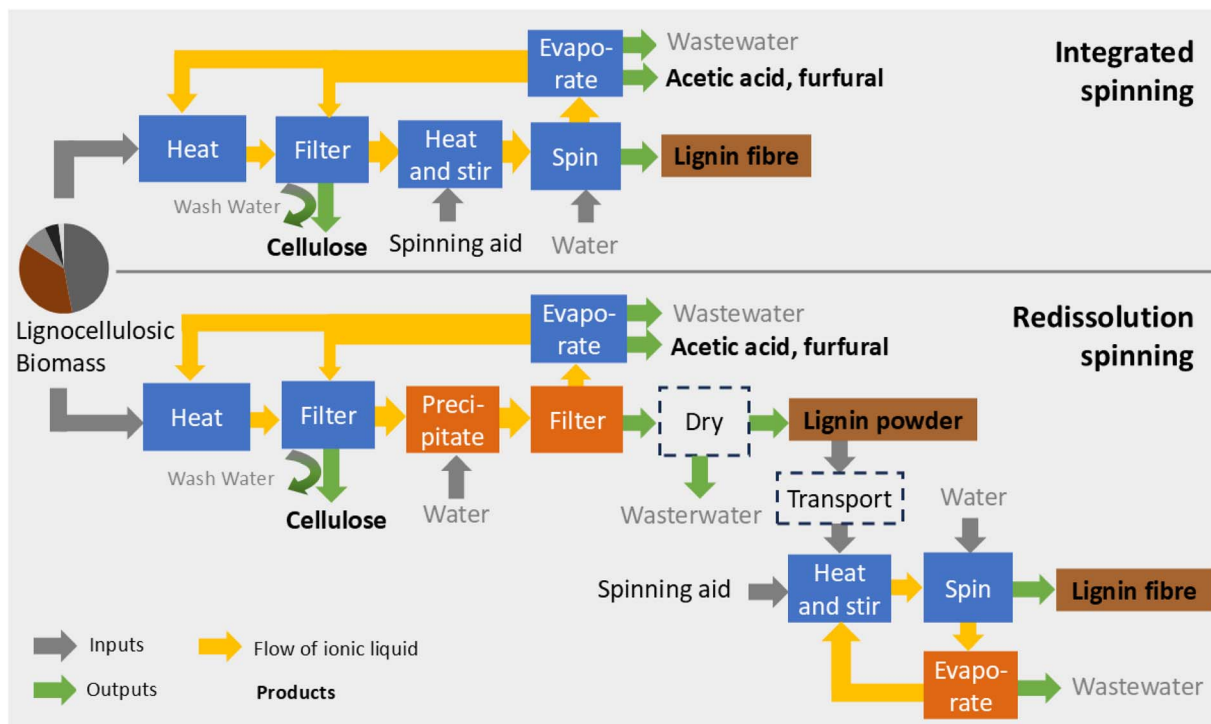 Integrated
spinning
Evapo-
rate
Wastewater
Acetic acid, furfural
Heat
Filter
Heat
and stir
Spin
Lignin fibre
Wash Water
Cellulose
Spinning aid
Water
Lignocellulosic
Biomass
Redissolution
spinning
Evapo-
rate
Wastewater
Acetic acid, furfural
Heat
Filter
Preci-
pitate
Filter
Dry
Lignin powder
Wash Water
Cellulose
Water
Wasterwater
Transport
Water
Spinning aid
Heat
and stir
Spin
Lignin fibre
Evapo-
rate
Wastewater
Inputs
Flow of ionic liquid
Outputs
Products